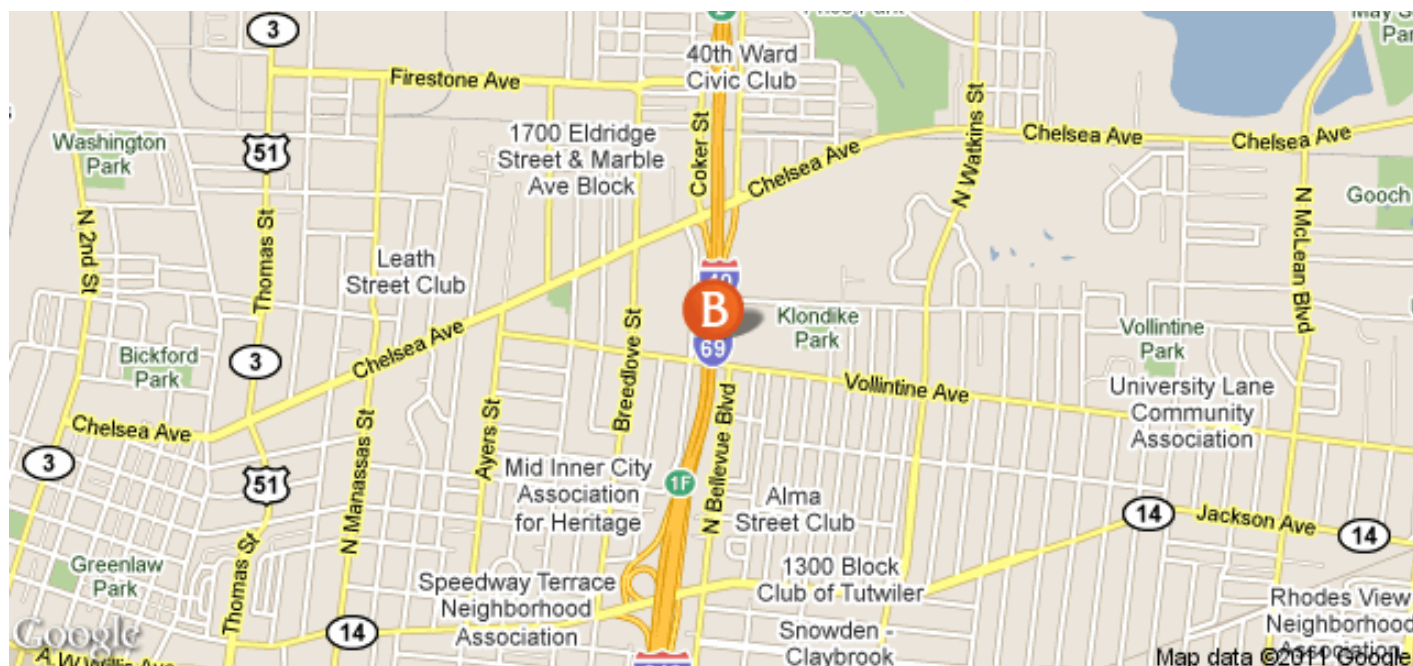 2
May
3
40th Ward
Civic Club
Firestone Ave
N Watkins St
Chelsea Ave
Chelsea Ave
Washington
Park
51
1700 Eldridge
Street & Marble
Ave Block
Coker St
Chelsea Ave
N McLean Blvd
Gooch
N 2nd St
Thomas St
Leath
Street Club
40
B
69
Klondike
Park
Vollintine
Park
Bickford
Park
3
Chelsea Ave
Breedlove St
Vollintine Ave
University Lane
Community
Association
Chelsea Ave
3
N Manassas St
Ayers St
N Bellevue Blvd
51
Mid Inner City
Association
for Heritage
1F
Alma
Street Club
14
Jackson Ave
14
Thomas St
Greenlaw
Park
Speedway Terrace
Neighborhood
Association
1300 Block
Club of Tutwiler
Rhodes View
Neighborhood
Association
14
Snowden -
Claybrook
Google
A W Willis Ave
Map data ©2011 Google